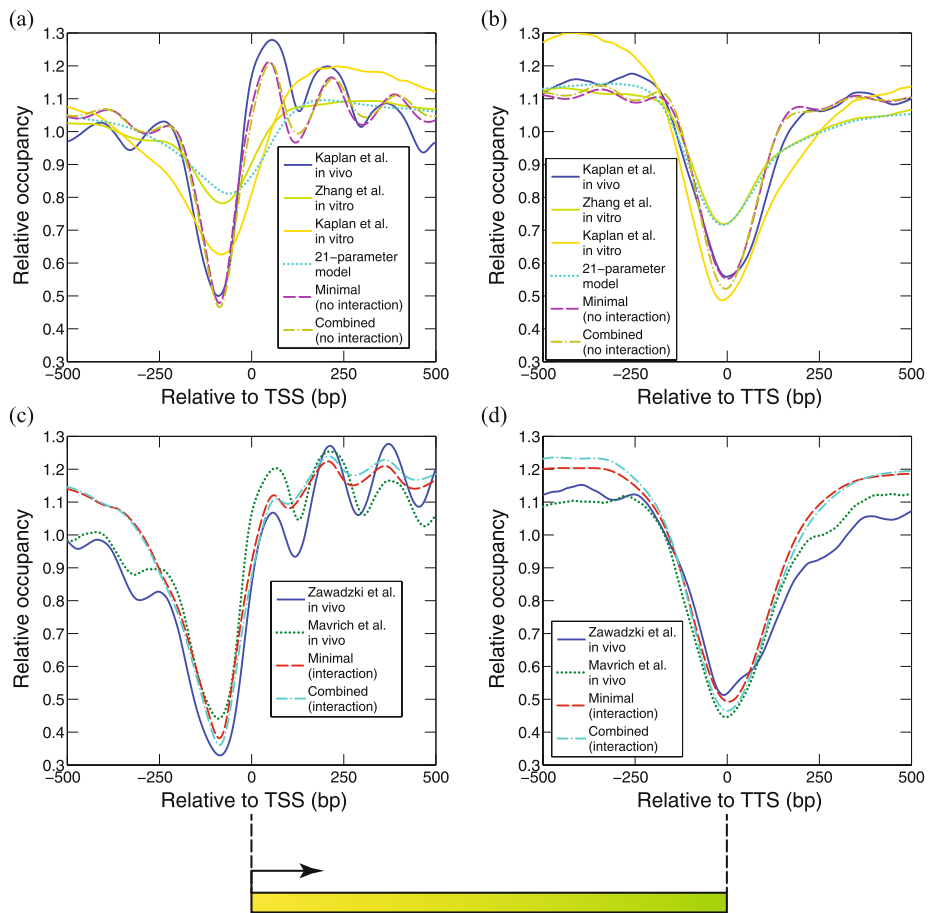 (a)
1.3
1.2
1.1
1.0
0.9
0.8
0.7
0.6
0.5
0.4
0.3
Relative occupancy
Kaplan et al.
in vivo
Zhang et al.
in vitro
Kaplan et al.
in vitro
21−parameter
model
Minimal
(no interaction)
Combined
(no interaction)
−500
−250
0
250
500
Relative to TSS (bp)
(b)
1.3
1.2
1.1
1.0
0.9
0.8
0.7
0.6
0.5
0.4
0.3
Relative occupancy
Kaplan et al.
in vivo
Zhang et al.
in vitro
Kaplan et al.
in vitro
21−parameter
model
Minimal
(no interaction)
Combined
(no interaction)
−500
−250
0
250
500
Relative to TTS (bp)
(c)
1.3
1.2
1.1
1.0
0.9
0.8
0.7
0.6
0.5
0.4
0.3
Relative occupancy
Zawadzki et al.
in vivo
Mavrich et al.
in vivo
Minimal
(interaction)
Combined
(interaction)
−500
−250
0
250
500
Relative to TSS (bp)
(d)
1.3
1.2
1.1
1.0
0.9
0.8
0.7
0.6
0.5
0.4
0.3
Relative occupancy
Zawadzki et al.
in vivo
Mavrich et al.
in vivo
Minimal
(interaction)
Combined
(interaction)
−500
−250
0
250
500
Relative to TTS (bp)